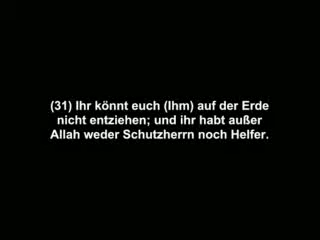 (31) Ihr könnt euch (Ihm) auf der Erde
nicht entziehen; und ihr habt außer
Allah weder Schutzherrn noch Helfer.